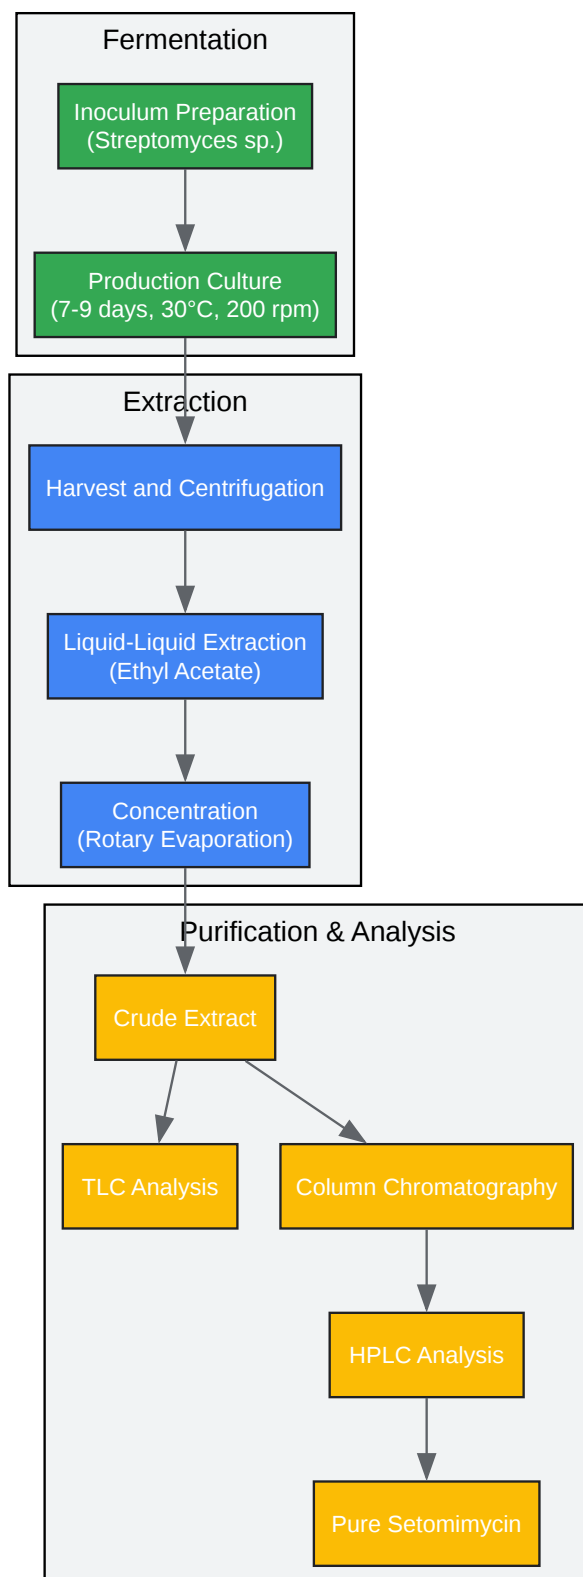 Fermentation
Inoculum Preparation
(Streptomyces sp.)
Production Culture
(7-9 days, 30°C, 200 rpm)
Extraction
Harvest and Centrifugation
Liquid-Liquid Extraction
(Ethyl Acetate)
Concentration
(Rotary Evaporation)
Purification & Analysis
Crude Extract
TLC Analysis
Column Chromatography
HPLC Analysis
Pure Setomimycin